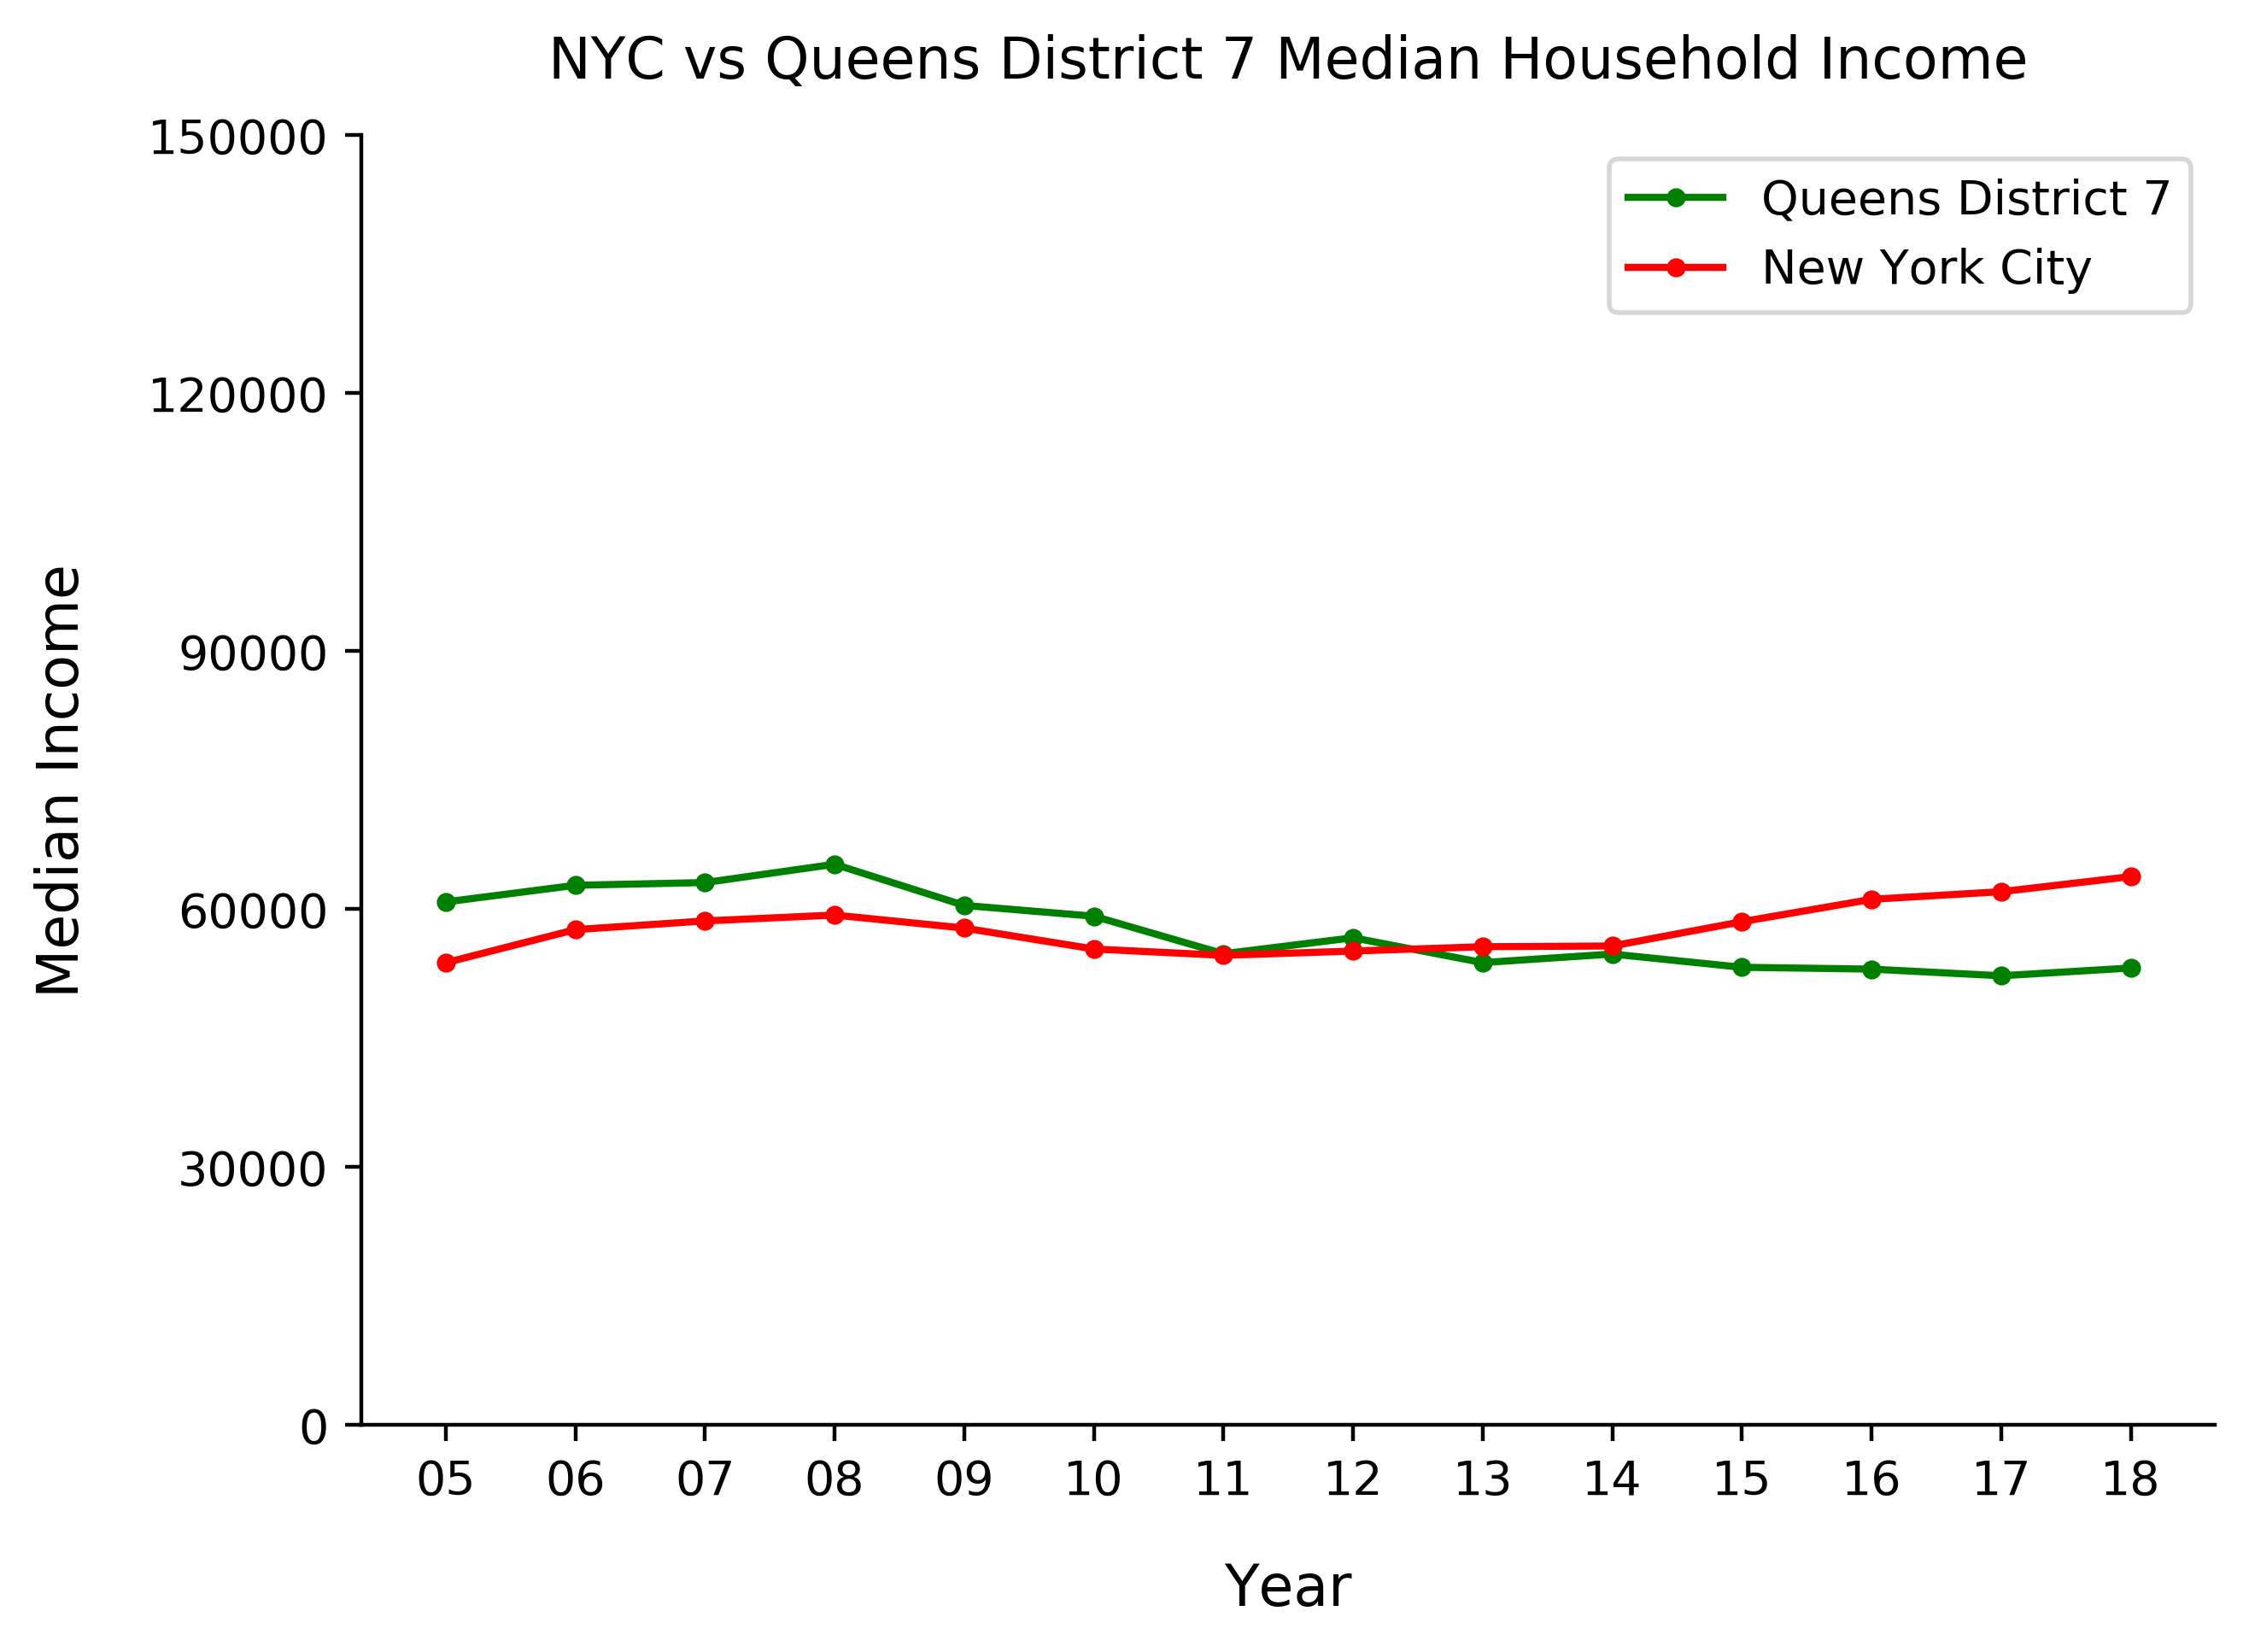 NYC vs Queens District 7 Median Household Income
150000
120000
90000
60000
30000
0
Median Income
Queens District 7
New York City
05 06 07 08 09 10 11 12 13 14 15 16 17 18
Year